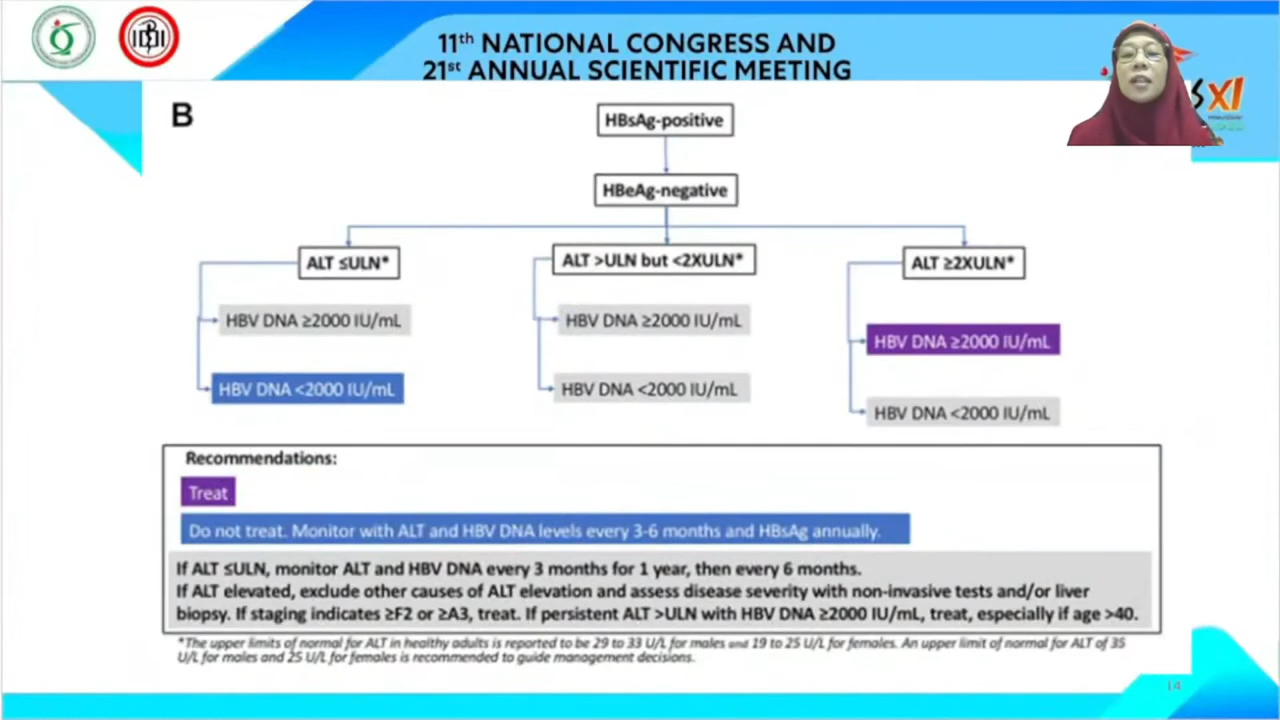 11th NATIONAL CONGRESS AND
21st ANNUAL SCIENTIFIC MEETING
B
HBsAg-positive
HBeAg-negative
ALT ≤ULN*
ALT >ULN but <2XULN*
ALT ≥2XULN*
HBV DNA ≥2000 IU/mL
HBV DNA ≥2000 IU/mL
HBV DNA ≥2000 IU/mL
HBV DNA <2000 IU/mL
HBV DNA <2000 IU/mL
HBV DNA <2000 IU/mL
Recommendations:
Treat
Do not treat. Monitor with ALT and HBV DNA levels every 3-6 months and HBsAg annually.
If ALT ≤ULN, monitor ALT and HBV DNA every 3 months for 1 year, then every 6 months.
If ALT elevated, exclude other causes of ALT elevation and assess disease severity with non-invasive tests and/or liver
biopsy. If staging indicates ≥F2 or ≥A3, treat. If persistent ALT >ULN with HBV DNA ≥2000 IU/mL, treat, especially if age >40.
*The upper limits of normal for ALT in healthy adults is reported to be 29 to 33 U/L for males and 19 to 25 U/L for females. An upper limit of normal for ALT of 35
U/L for males and 25 U/L for females is recommended to guide management decisions.
14
XI